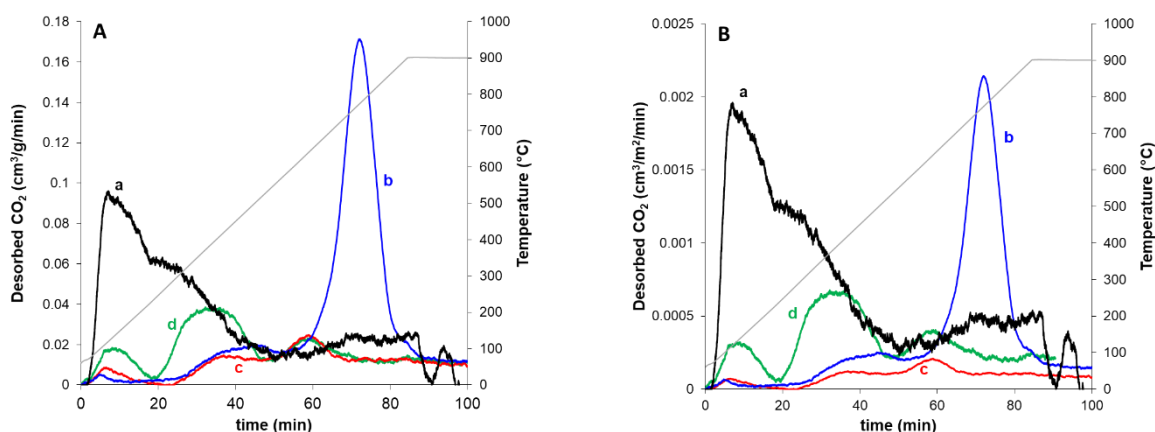 A
Desorbed CO2 (cm3/g/min)
0.18
0.16
0.14
0.12
0.1
0.08
0.06
0.04
0.02
0
1000
900
800
700
600
500
400
300
200
100
0
Temperature (°C)
a
b
c
d
0 20 40 60 80 100
time (min)
B
Desorbed CO2 (cm3/m2/min)
0.0025
0.002
0.0015
0.001
0.0005
0
1000
900
800
700
600
500
400
300
200
100
0
Temperature (°C)
a
b
c
d
0 20 40 60 80 100
time (min)